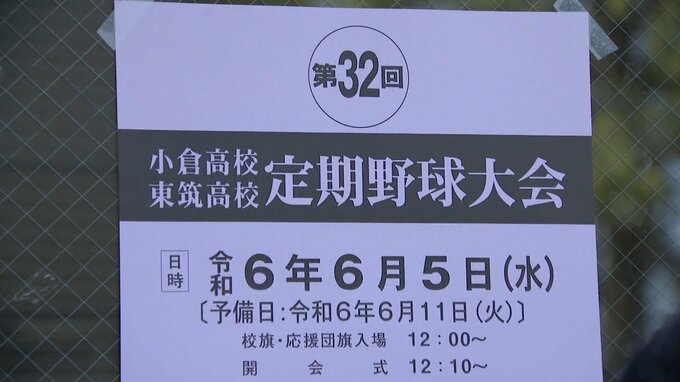 第32回
小倉高校
東筑高校
定期野球大会
日時 令和6年6月5日(水)
〔予備日:令和6年6月11日(火)〕
校旗・応援団旗入場 12:00～
開会式 12:10～